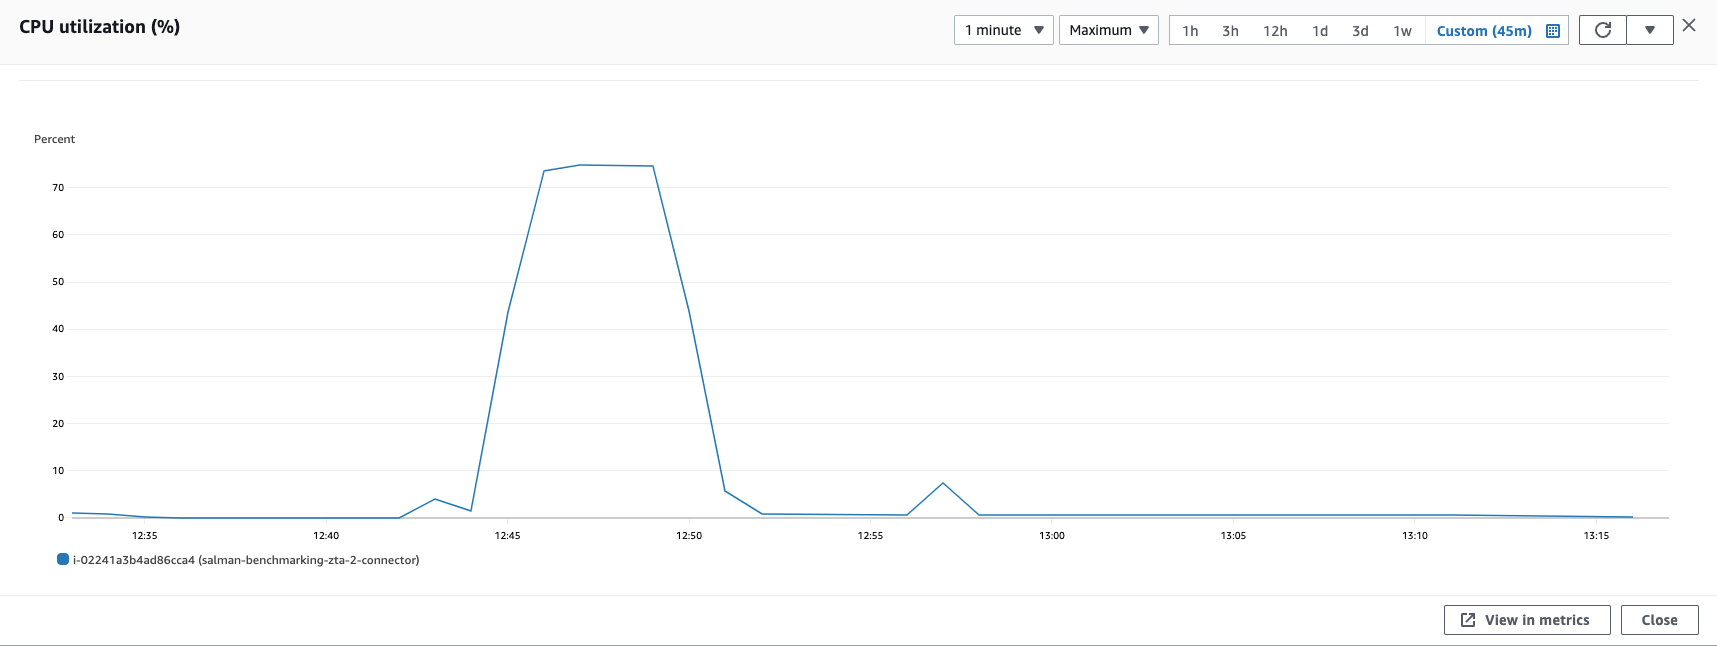 CPU utilization (%)
1 minute
Maximum
1h 3h 12h 1d 3d 1w Custom (45m)
Percent
70
60
50
40
30
20
10
0
12:35 12:40 12:45 12:50 12:55 13:00 13:05 13:10 13:15
i-02241a3b4ad86cca4 (salman-benchmarking-zta-2-connector)
View in metrics
Close